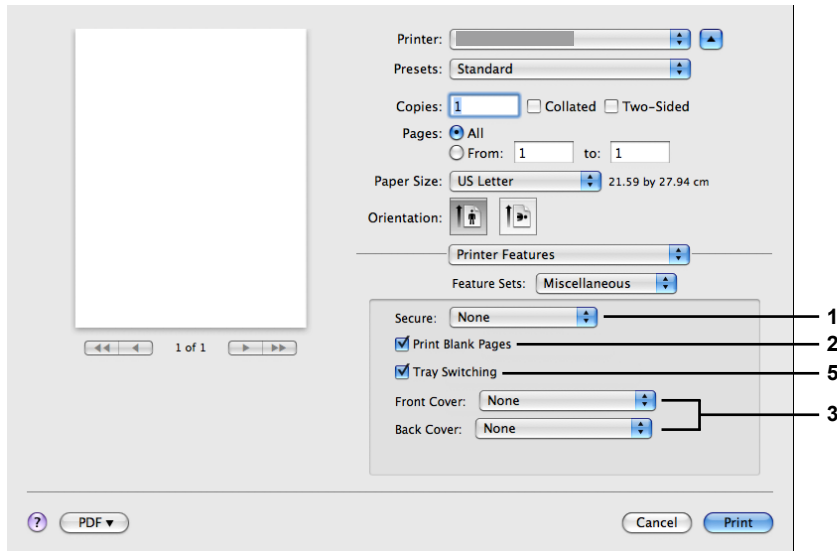 Printer:
Presets: Standard
Copies: 1 Collated Two-Sided
Pages: All
From: 1 to: 1
Paper Size: US Letter 21.59 by 27.94 cm
Orientation:
Printer Features
Feature Sets: Miscellaneous
Secure: None 1
1 of 1
Print Blank Pages 2
Tray Switching 5
Front Cover: None
3
Back Cover: None
? PDF▼ Cancel Print